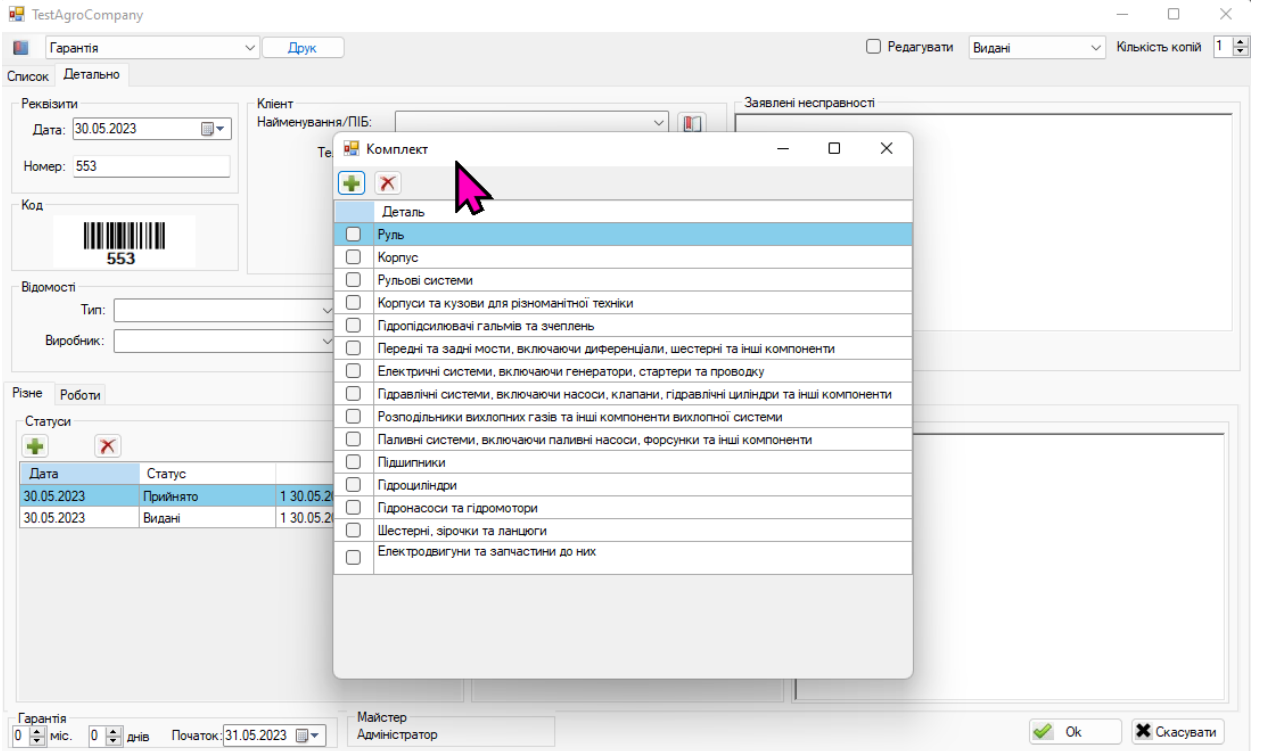 TestAgroCompany
Гарантія
Друк
Редагувати
Видані
Кількість копій
1
Список
Детально
Реквізити
Дата:
30.05.2023
Номер:
553
Код
553
Клієнт
Найменування/ПІБ:
Заявлені несправності
Відомості
Тип:
Виробник:
Різне
Роботи
Статуси
Дата
Статус
30.05.2023
Прийнято
30.05.2023
Видані
Комплект
Деталь
Руль
Корпус
Рульові системи
Корпуси та кузови для різноманітної техніки
Гідропідсилювачі гальмів та зчеплень
Передні та задні мости, включаючи диференціали, шестерні та інші компоненти
Електричні системи, включаючи генератори, стартери та проводку
Гідравлічні системи, включаючи насоси, клапани, гідравлічні циліндри та інші компоненти
Розподільники вихлопних газів та інші компоненти вихлопної системи
Паливні системи, включаючи паливні насоси, форсунки та інші компоненти
Підшипники
Гідроциліндри
Гідронасоси та гідромотори
Шестерні, зірочки та ланцюги
Електродвигуни та запчастини до них
Гарантія
0 міс.
0 днів
Початок:
31.05.2023
Майстер
Адміністратор
Ok
Скасувати